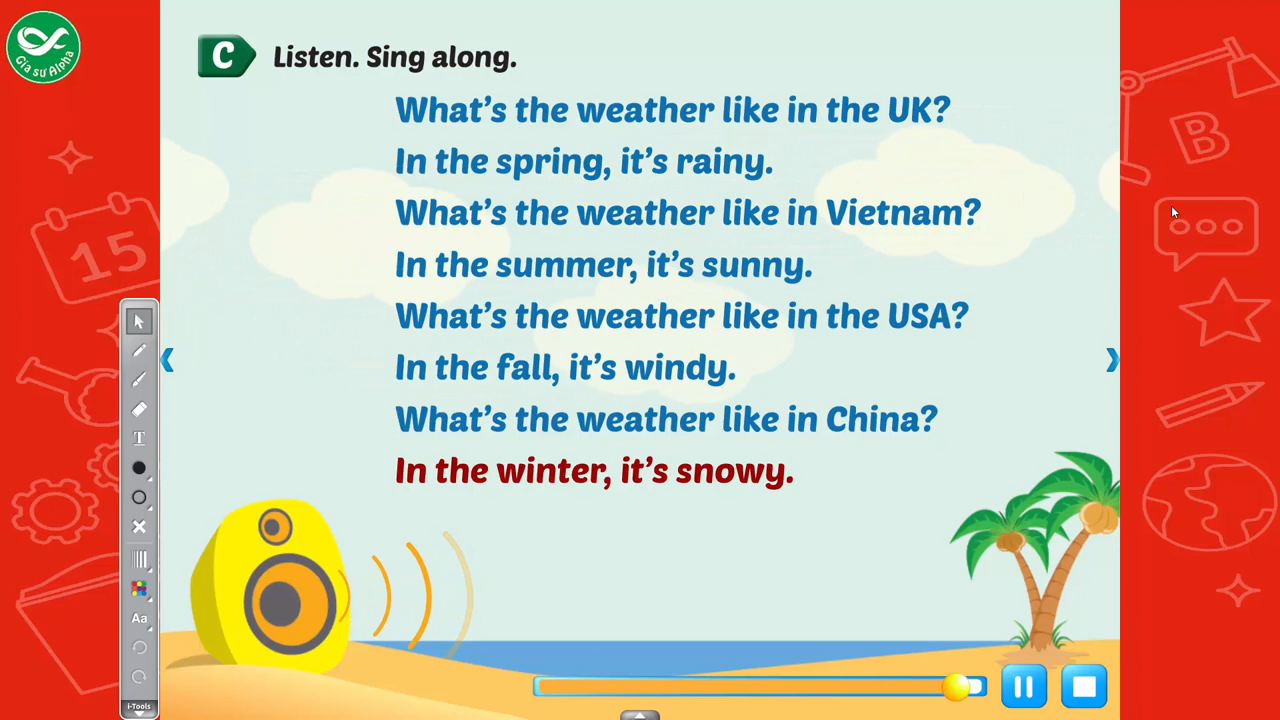 Gia sư Alpha
C Listen. Sing along.
What's the weather like in the UK?
In the spring, it's rainy.
What's the weather like in Vietnam?
In the summer, it's sunny.
What's the weather like in the USA?
In the fall, it's windy.
What's the weather like in China?
In the winter, it's snowy.
15
B
T
Aa
i-Tools